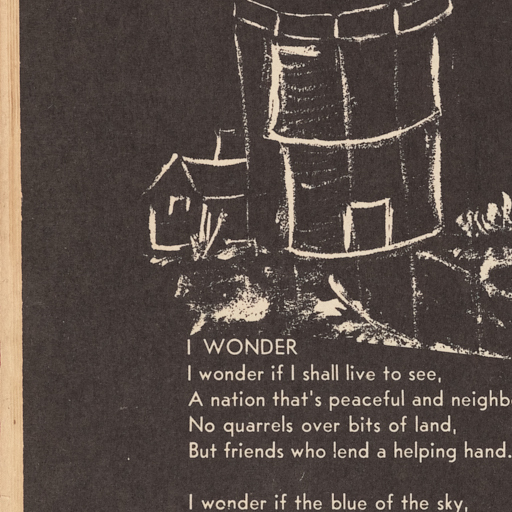 I WONDER
I wonder if I shall live to see,
A nation that's peaceful and neighb
No quarrels over bits of land,
But friends who lend a helping hand.
I wonder if the blue of the sky,